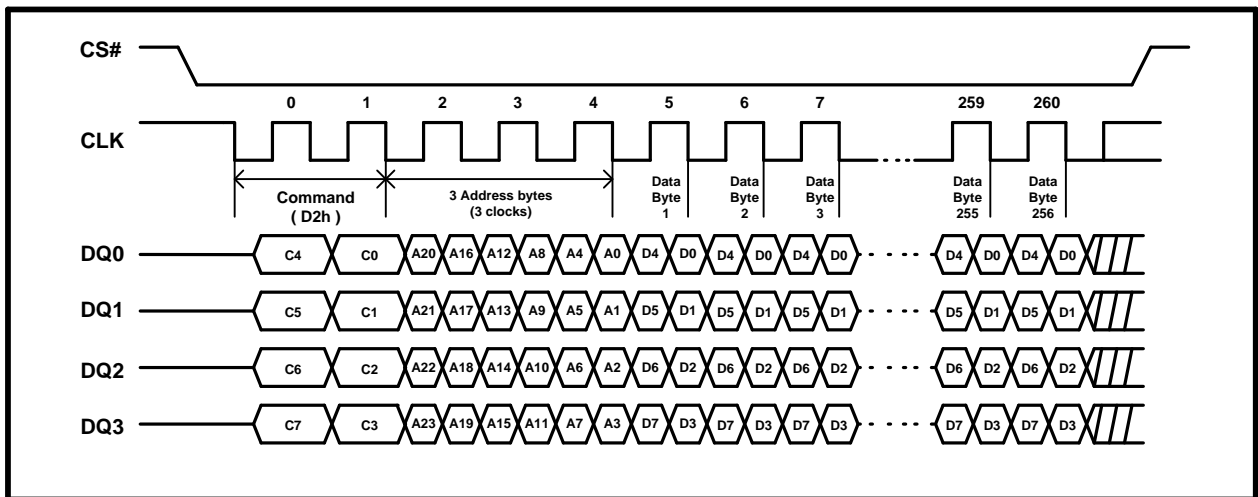 CS#
0 1 2 3 4 5 6 7 259 260
CLK
Command
( D2h )
3 Address bytes
(3 clocks)
Data
Byte
1
Data
Byte
2
Data
Byte
3
Data
Byte
255
Data
Byte
256
DQ0 C4 C0 A20 A16 A12 A8 A4 A0 D4 D0 D4 D0 D4 D0 D4 D0 D4 D0
DQ1 C5 C1 A21 A17 A13 A9 A5 A1 D5 D1 D5 D1 D5 D1 D5 D1 D5 D1
DQ2 C6 C2 A22 A18 A14 A10 A6 A2 D6 D2 D6 D2 D6 D2 D6 D2 D6 D2
DQ3 C7 C3 A23 A19 A15 A11 A7 A3 D7 D3 D7 D3 D7 D3 D7 D3 D7 D3